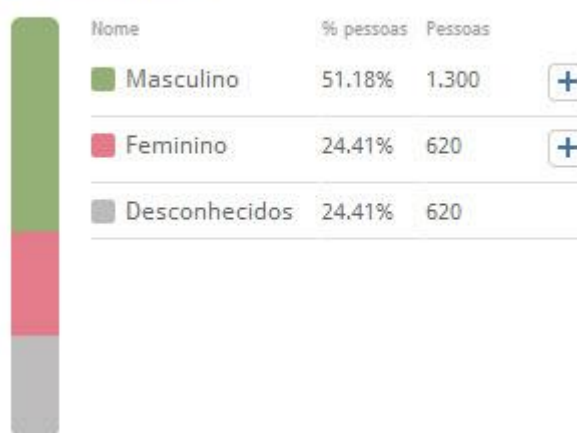 Nome % pessoas Pessoas
Masculino 51.18% 1.300 +
Feminino 24.41% 620 +
Desconhecidos 24.41% 620